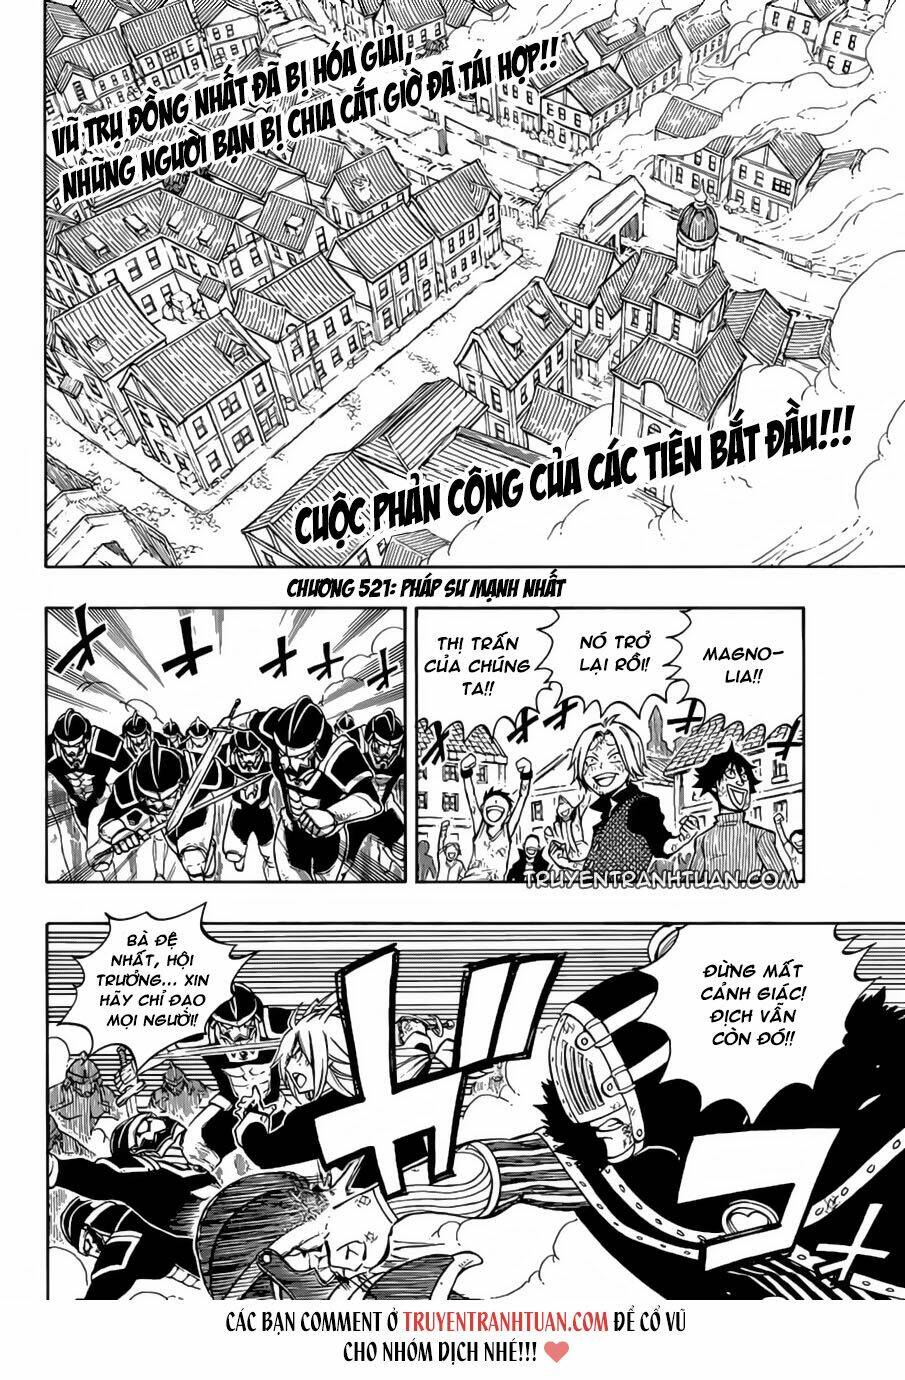 VŨ TRỤ ĐỒNG NHẤT ĐÃ BỊ HÓA GIẢI,
NHỮNG NGƯỜI BẠN BỊ CHIA CẮT GIỜ ĐÃ TÁI HỢP!!
CUỘC PHẢN CÔNG CỦA CÁC TIÊN BẮT ĐẦU!!!
CHƯƠNG 521: PHÁP SƯ MẠNH NHẤT
THỊ TRẤN
CỦA CHÚNG
TA!!
NÓ TRỞ
LẠI RỒI!
MAGNO-
LIA!!
TRUYENTRANHTUAN.COM
BÀ ĐỆ
NHẤT, HỘI
TRƯỞNG... XIN
HÃY CHỈ ĐẠO
MỌI NGƯỜI!
ĐỪNG MẤT
CẢNH GIÁC!
ĐỊCH VẪN
CÒN ĐÓ!!
CÁC BẠN COMMENT Ở TRUYENTRANHTUAN.COM ĐỂ CỔ VŨ
CHO NHÓM DỊCH NHÉ!!! ❤